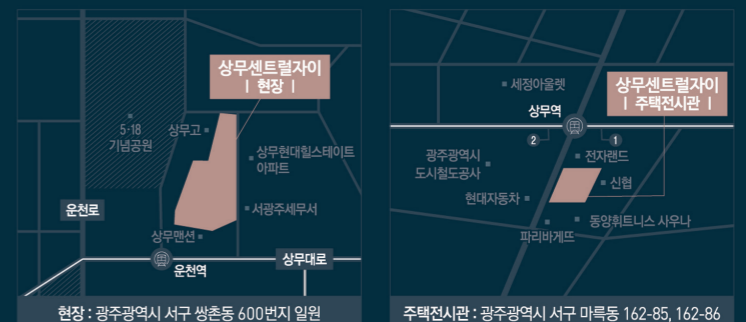 상무센트럴자이
| 현장 |
5·18
기념공원
상무고
상무현대힐스테이트
아파트
서광주세무서
운천로
상무맨션
운천역
상무대로
현장 : 광주광역시 서구 쌍촌동 600번지 일원
세정아울렛
상무센트럴자이
| 주택전시관 |
상무역
2
1
광주광역시
도시철도공사
전자랜드
신협
현대자동차
파리바게뜨
동양휘트니스 사우나
주택전시관 : 광주광역시 서구 마륵동 162-85, 162-86